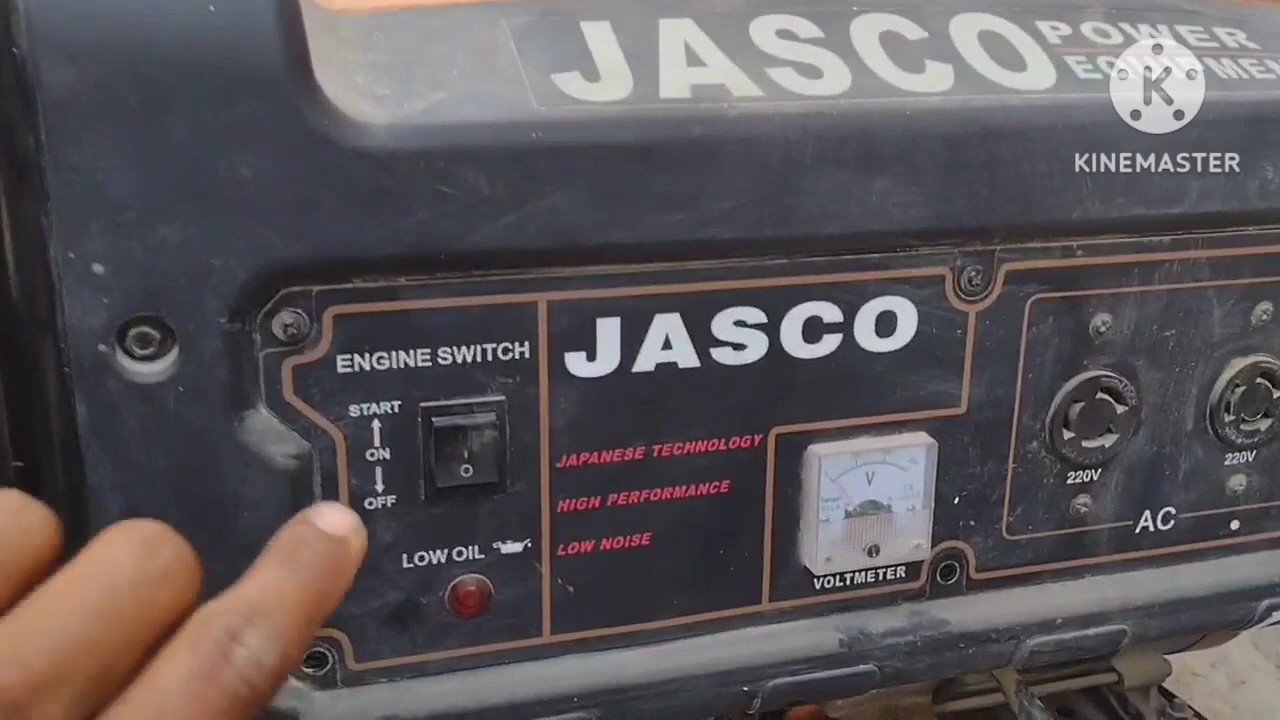 JASCO
POWER
EQUIPMEN
KINEMASTER
ENGINE SWITCH
START
ON
OFF
LOW OIL
JASCO
JAPANESE TECHNOLOGY
HIGH PERFORMANCE
LOW NOISE
V
VOLTMETER
220V
220V
AC